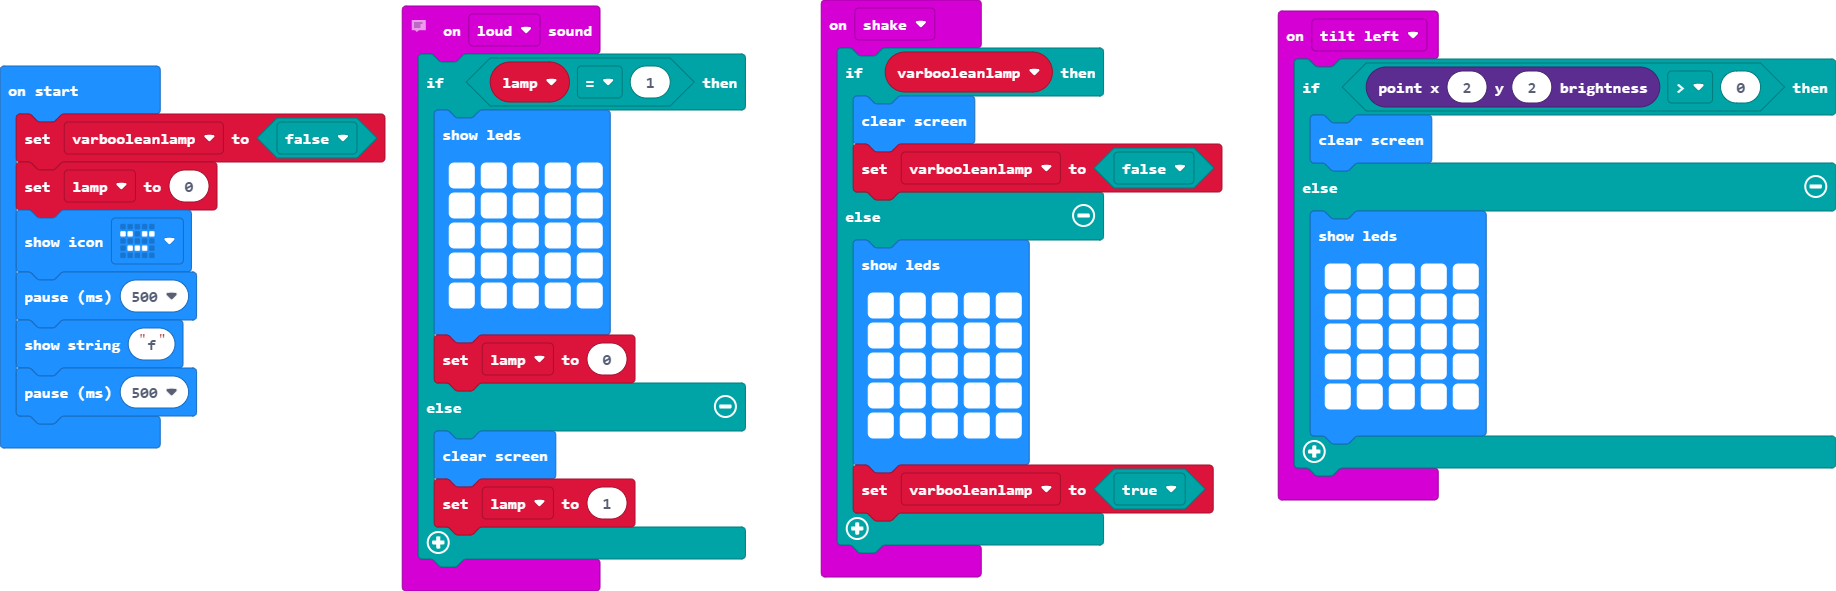 on start
set varbooleanlamp to false
set lamp to 0
show icon
pause (ms) 500
show string "f"
pause (ms) 500
on loud sound
if lamp = 1 then
show leds
set lamp to 0
else
clear screen
set lamp to 1
on shake
if varbooleanlamp then
clear screen
set varbooleanlamp to false
else
show leds
set varbooleanlamp to true
on tilt left
if point x 2 y 2 brightness > 0 then
clear screen
else
show leds